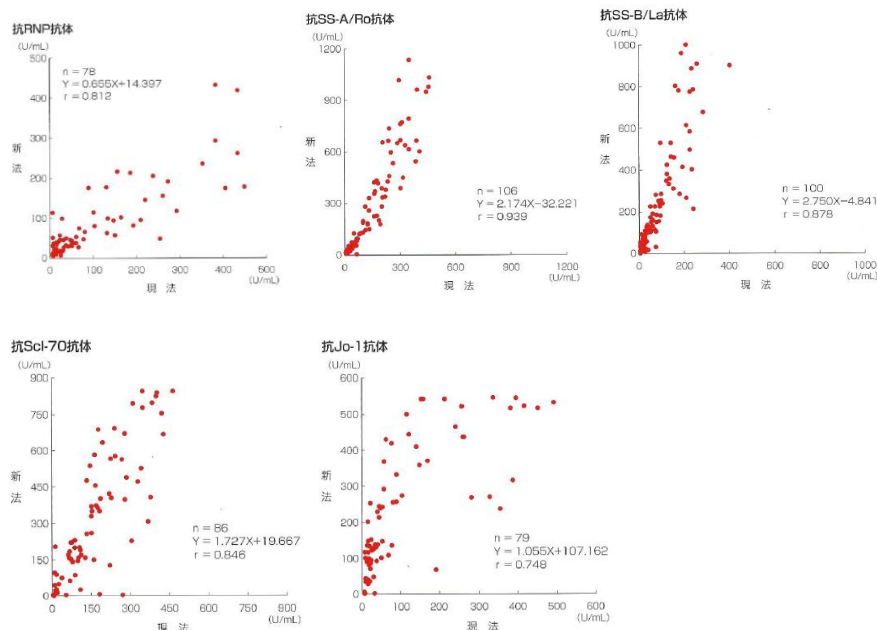 抗RNP抗体
(U/mL)
500
400
300
200
100
0
新法
n = 78
Y = 0.655X+14.397
r = 0.812
0 100 200 300 400 500
(U/mL)
現 法
抗SS-A/Ro抗体
(U/mL)
1200
900
600
300
0
新法
n = 106
Y = 2.174X−32.221
r = 0.939
0 300 600 900 1200
(U/mL)
現 法
抗SS-B/La抗体
(U/mL)
1000
800
600
400
200
0
新法
n = 100
Y = 2.750X−4.841
r = 0.878
0 200 400 600 800 1000
(U/mL)
現 法
抗Scl-70抗体
(U/mL)
900
750
600
450
300
150
0
新法
n = 86
Y = 1.727X+19.667
r = 0.846
0 150 300 450 600 750 900
(U/mL)
現 法
抗Jo-1抗体
(U/mL)
600
500
400
300
200
100
0
新法
n = 79
Y = 1.055X+107.162
r = 0.748
0 100 200 300 400 500 600
(U/mL)
現 法